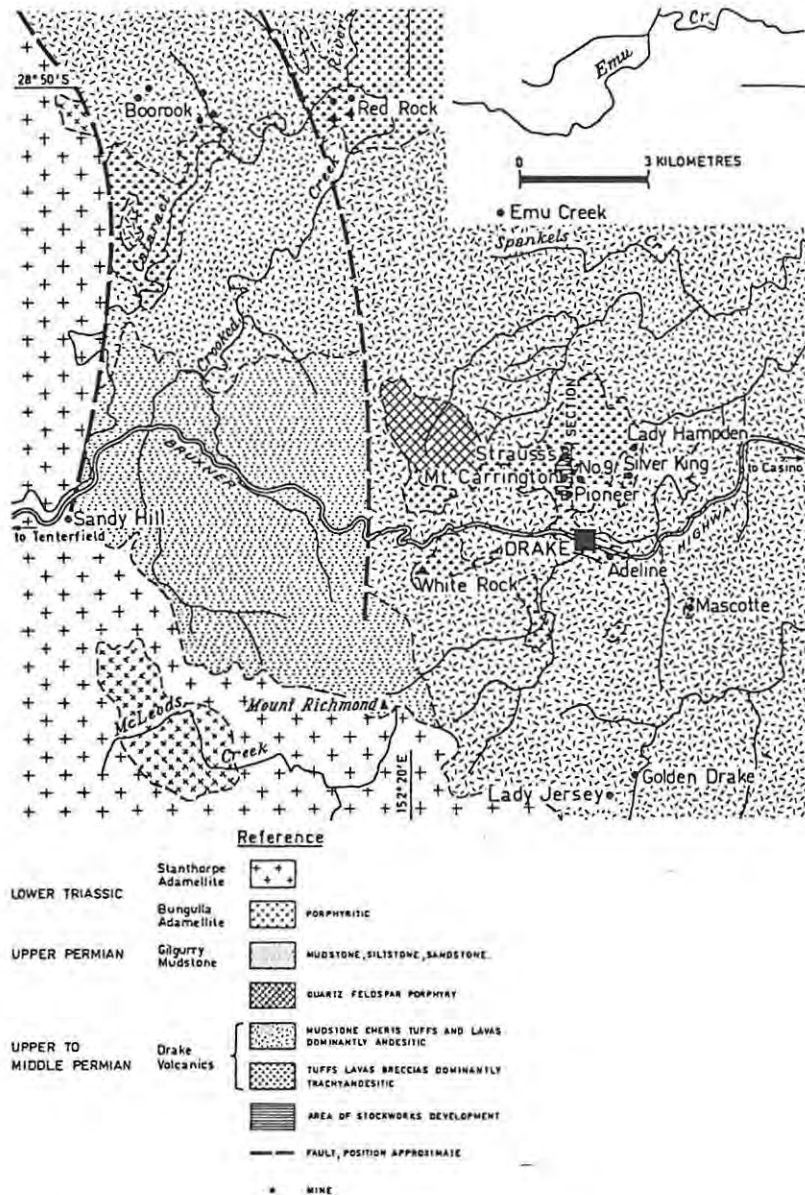 Cr.
Emu
River
28° 50'S
Boorook
Red Rock
0 3 KILOMETRES
Creek
Emu Creek
Cataract
Spankels Cr.
Crooked
SECTION
Strauss
Lady Hampden
No.9
Silver King
Mt. Carrington
to Casino
Pioneer
BRUXNER
HIGHWAY
Sandy Hill
to Tenterfield
DRAKE
Adeline
White Rock
Mascotte
Mount Richmond
McLeods
Creek
152° 20'E
Golden Drake
Lady Jersey
Reference
LOWER TRIASSIC
Stanthorpe
Adamellite
Bungulla
Adamellite
PORPHYRITIC
UPPER PERMIAN
Gilgurry
Mudstone
MUDSTONE, SILTSTONE, SANDSTONE.
QUARTZ FELDSPAR PORPHYRY
UPPER TO
MIDDLE PERMIAN
Drake
Volcanics
MUDSTONE CHERTS TUFFS AND LAVAS
DOMINANTLY ANDESITIC
TUFFS LAVAS BRECCIAS DOMINANTLY
TRACHYANDESITIC
AREA OF STOCKWORKS DEVELOPMENT
FAULT, POSITION APPROXIMATE
MINE